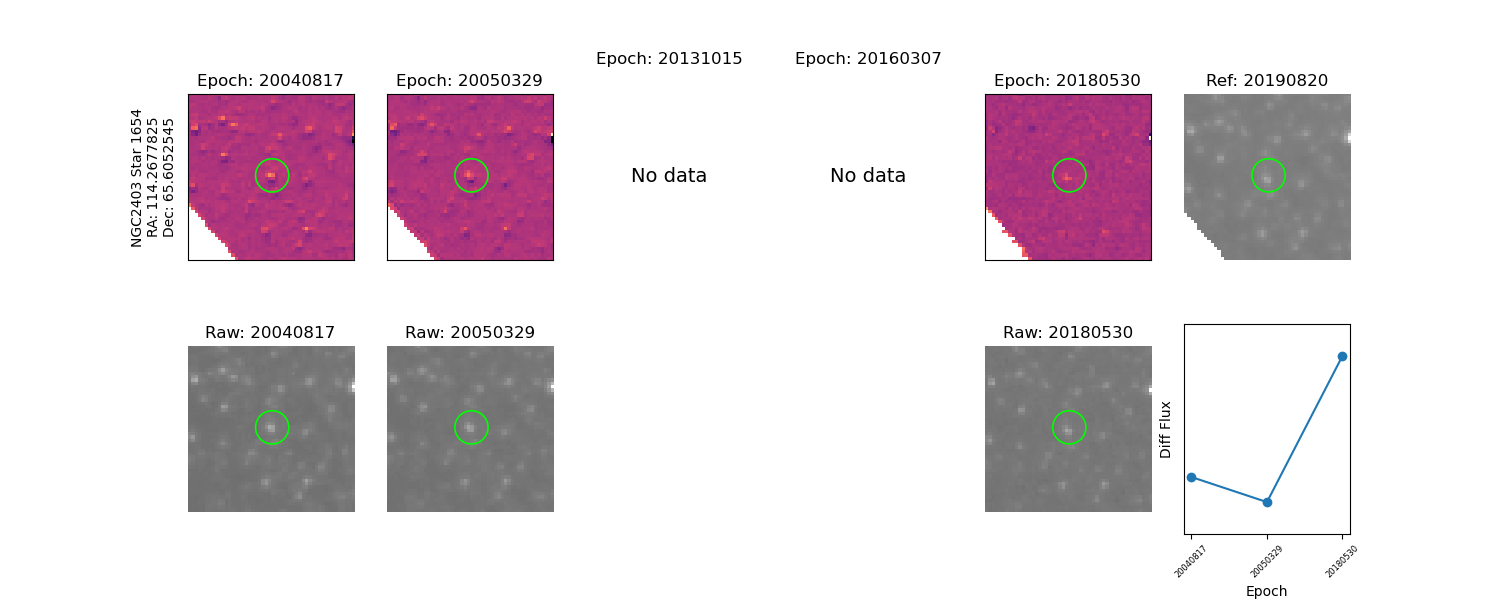 Epoch: 20131015
Epoch: 20160307
Epoch: 20040817
Epoch: 20050329
Epoch: 20180530
Ref: 20190820
NGC2403 Star 1654
RA: 114.2677825
Dec: 65.6052545
No data
No data
Raw: 20040817
Raw: 20050329
Raw: 20180530
Diff Flux
20040817
20050329
20180530
Epoch